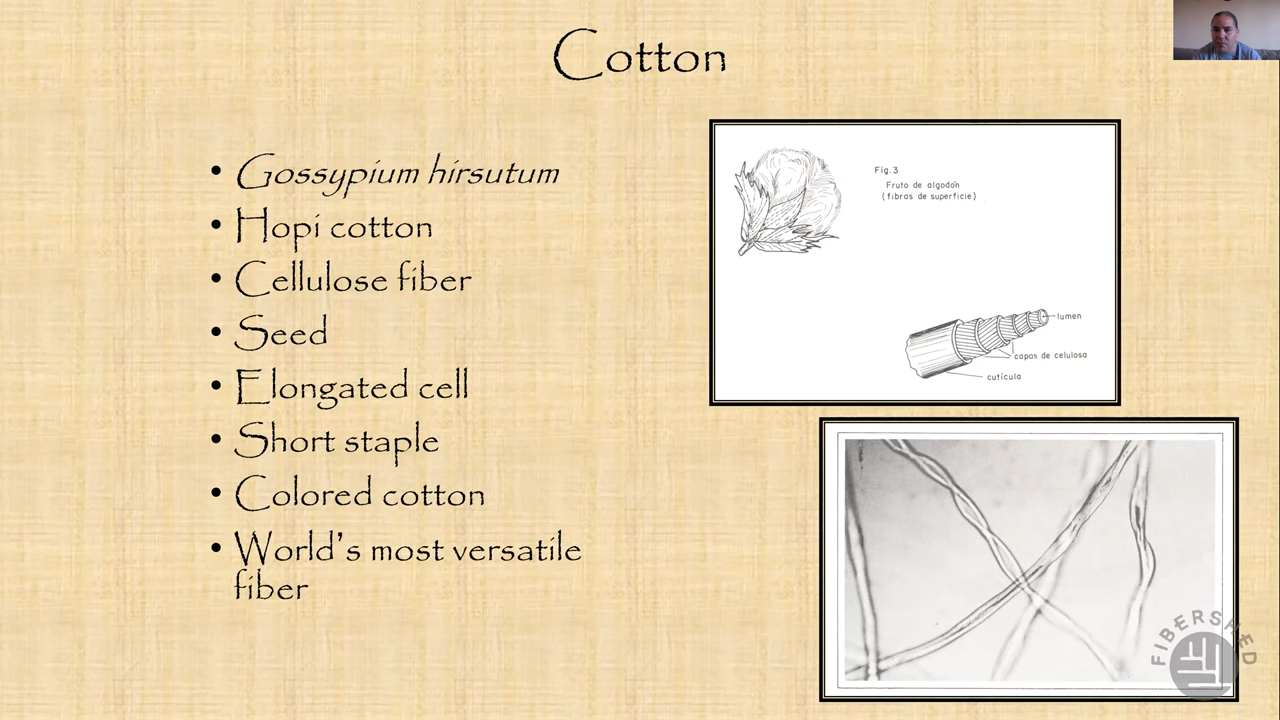 Cotton
• Gossypium hirsutum
• Hopi cotton
• Cellulose fiber
• Seed
• Elongated cell
• Short staple
• Colored cotton
• World’s most versatile
fiber
Fig. 3
Fruto de algodón
(fibras de superficie)
lumen
capas de celulosa
cutícula
FIBERSHED